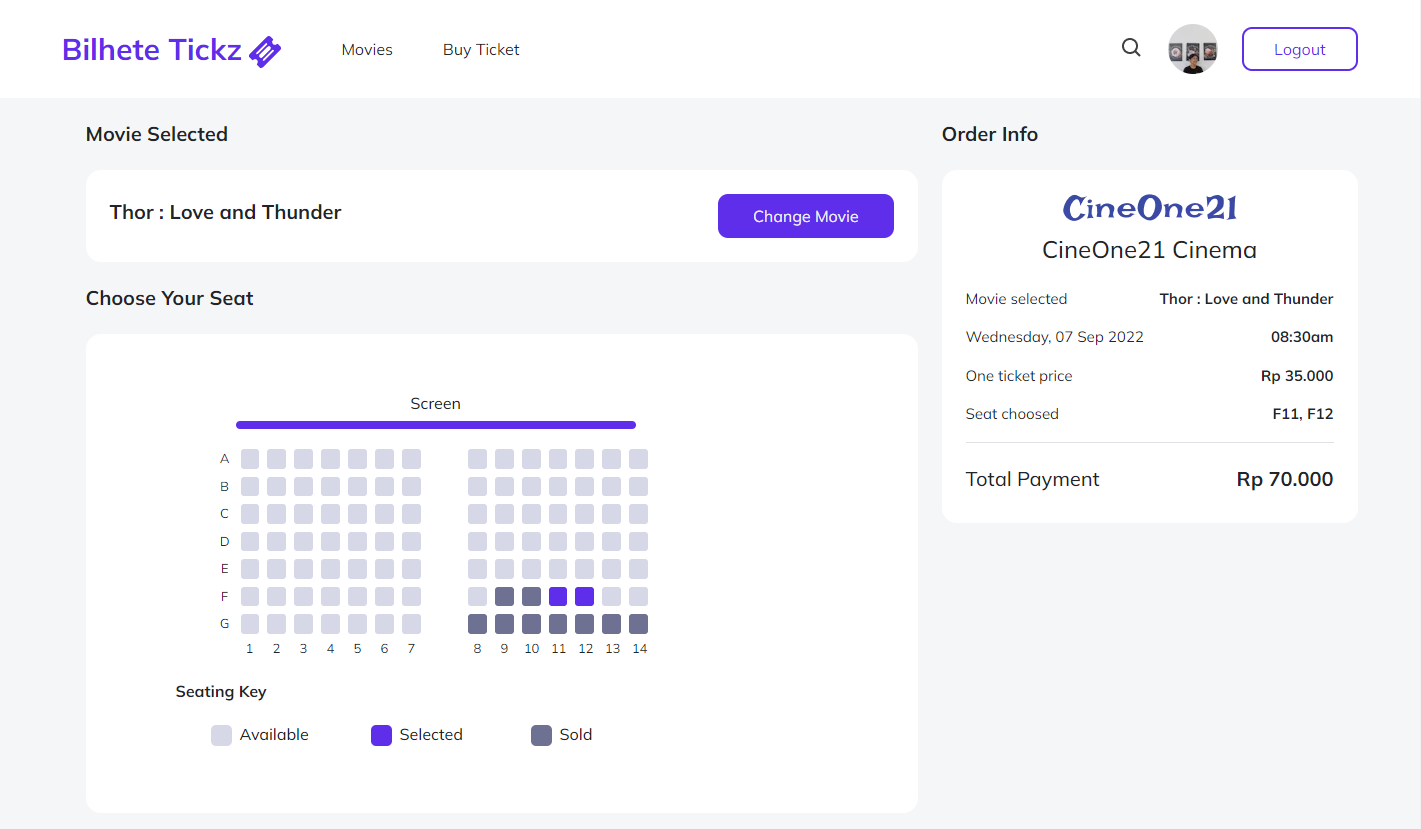 Bilhete Tickz
Movies
Buy Ticket
Logout
Movie Selected
Thor : Love and Thunder
Change Movie
Choose Your Seat
Screen
A
B
C
D
E
F
G
1 2 3 4 5 6 7 8 9 10 11 12 13 14
Seating Key
Available
Selected
Sold
Order Info
CineOne21
CineOne21 Cinema
Movie selected Thor : Love and Thunder
Wednesday, 07 Sep 2022 08:30am
One ticket price Rp 35.000
Seat choosed F11, F12
Total Payment Rp 70.000